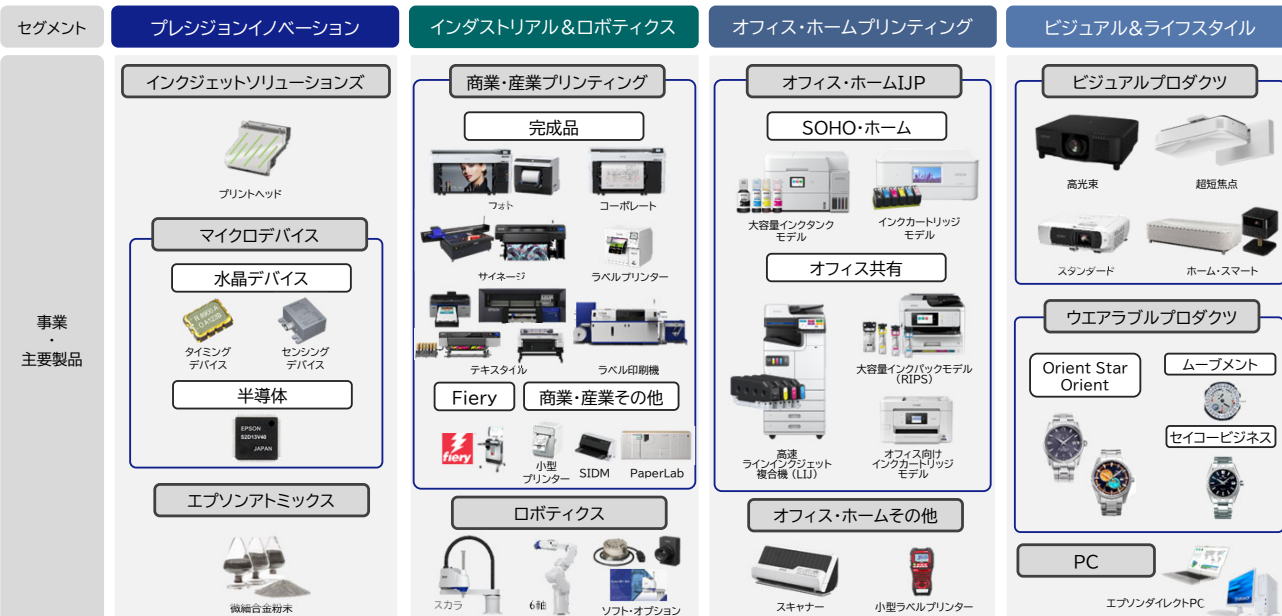 セグメント
プレシジョンイノベーション
インダストリアル&ロボティクス
オフィス・ホームプリンティング
ビジュアル&ライフスタイル
事業
・
主要製品
インクジェットソリューションズ
プリントヘッド
マイクロデバイス
水晶デバイス
タイミング
デバイス
センシング
デバイス
半導体
EPSON
S2D13V40
JAPAN
エプソンアトミックス
微細合金粉末
商業・産業プリンティング
完成品
フォト
コーポレート
サイネージ
ラベルプリンター
テキスタイル
ラベル印刷機
Fiery
商業・産業その他
fiery
小型
プリンター
SIDM
PaperLab
ロボティクス
スカラ
6軸
ソフト・オプション
オフィス・ホームIJP
SOHO・ホーム
大容量インクタンク
モデル
インクカートリッジ
モデル
オフィス共有
高速
ラインインクジェット
複合機（LIJ）
大容量インクパックモデル
（RIPS）
オフィス向け
インクカートリッジ
モデル
オフィス・ホームその他
スキャナー
小型ラベルプリンター
ビジュアルプロダクツ
高光束
超短焦点
スタンダード
ホーム・スマート
ウエアラブルプロダクツ
Orient Star
Orient
ムーブメント
セイコービジネス
PC
エプソンダイレクトPC